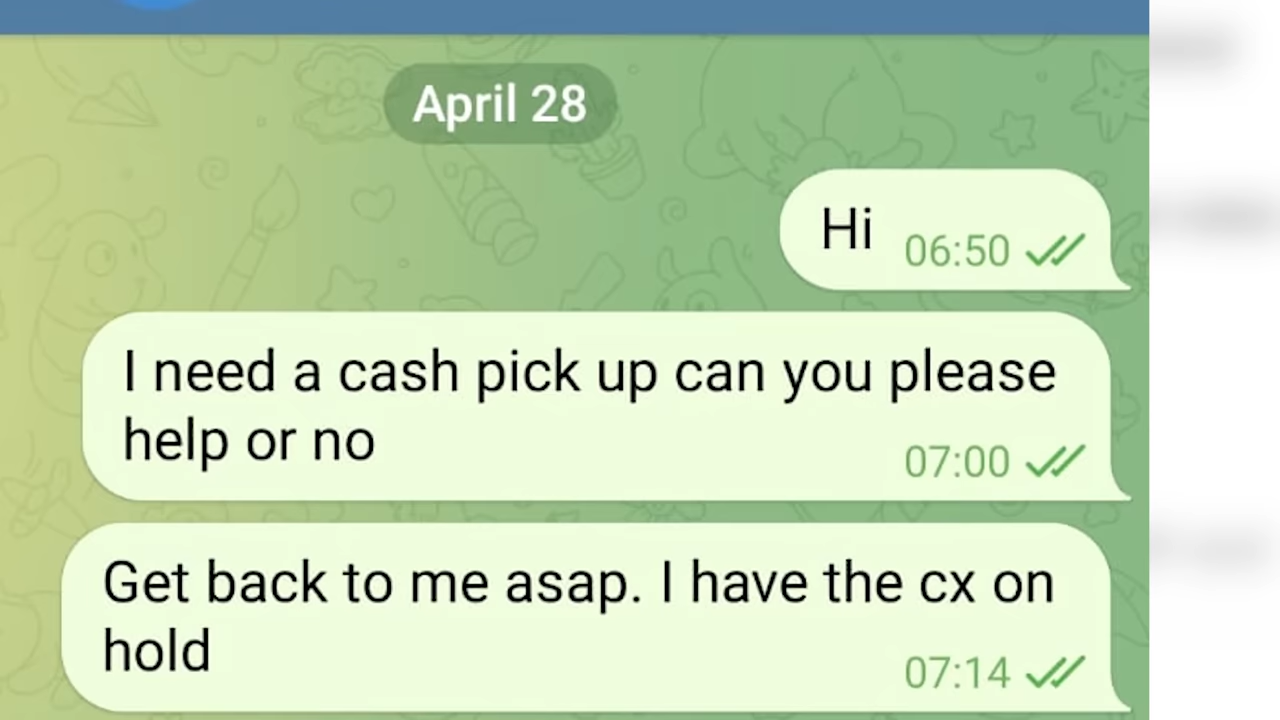 April 28
Hi
06:50
I need a cash pick up can you please
help or no
07:00
Get back to me asap. I have the cx on
hold
07:14